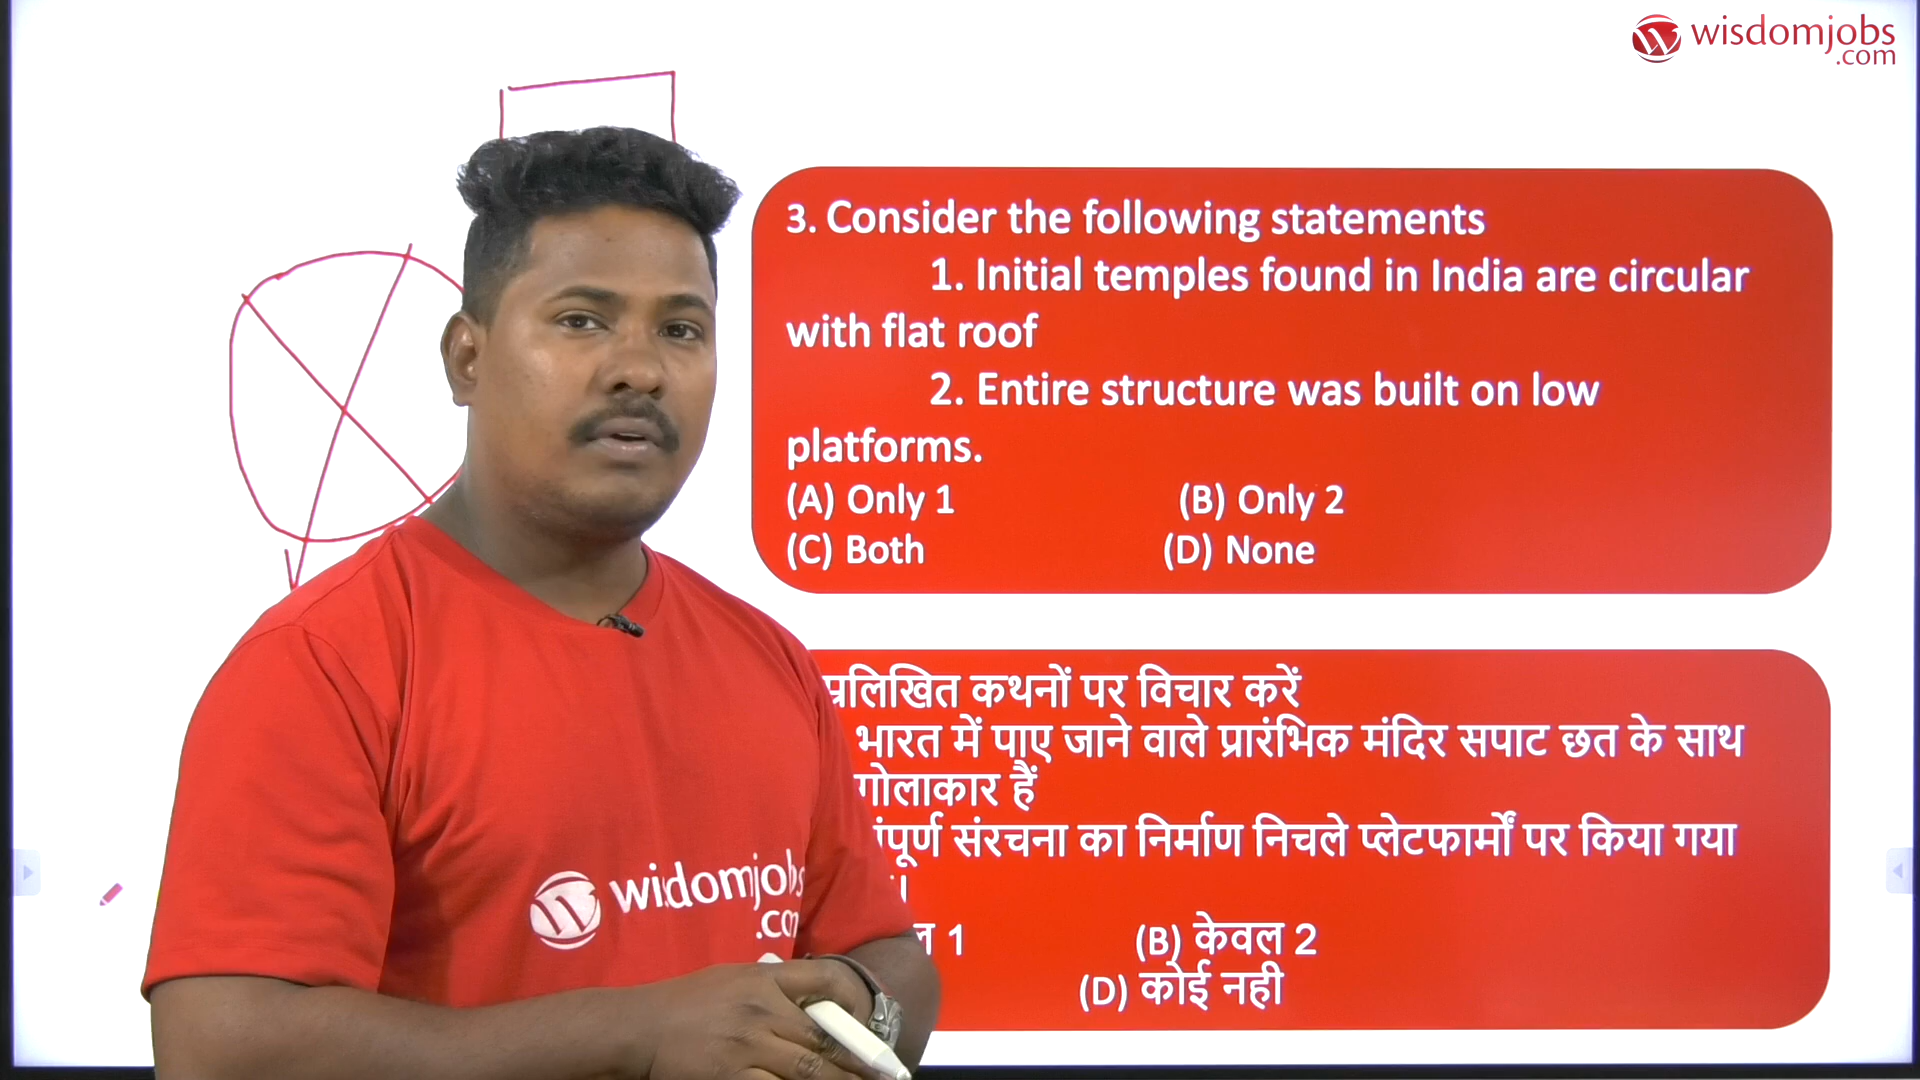 wisdomjobs
.com
3. Consider the following statements
1. Initial temples found in India are circular
with flat roof
2. Entire structure was built on low
platforms.
(A) Only 1 (B) Only 2
(C) Both (D) None
कथनों पर विचार करें
भारत में पाए जाने वाले प्रारंभिक मंदिर सपाट छत के साथ
गोलाकार हैं
संरचना का निर्माण निचले प्लेटफार्मों पर किया गया
1 (B) केवल 2
(D) कोई नही
wisdomjobs